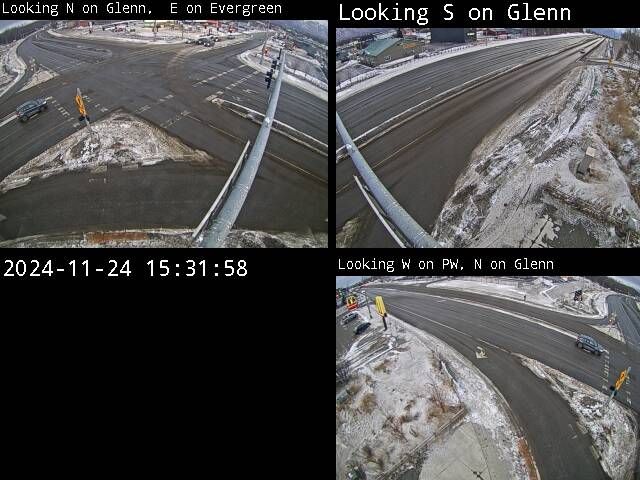 Looking N on Glenn, E on Evergreen
Looking S on Glenn
2024-11-24 15:31:58
Looking W on PW, N on Glenn